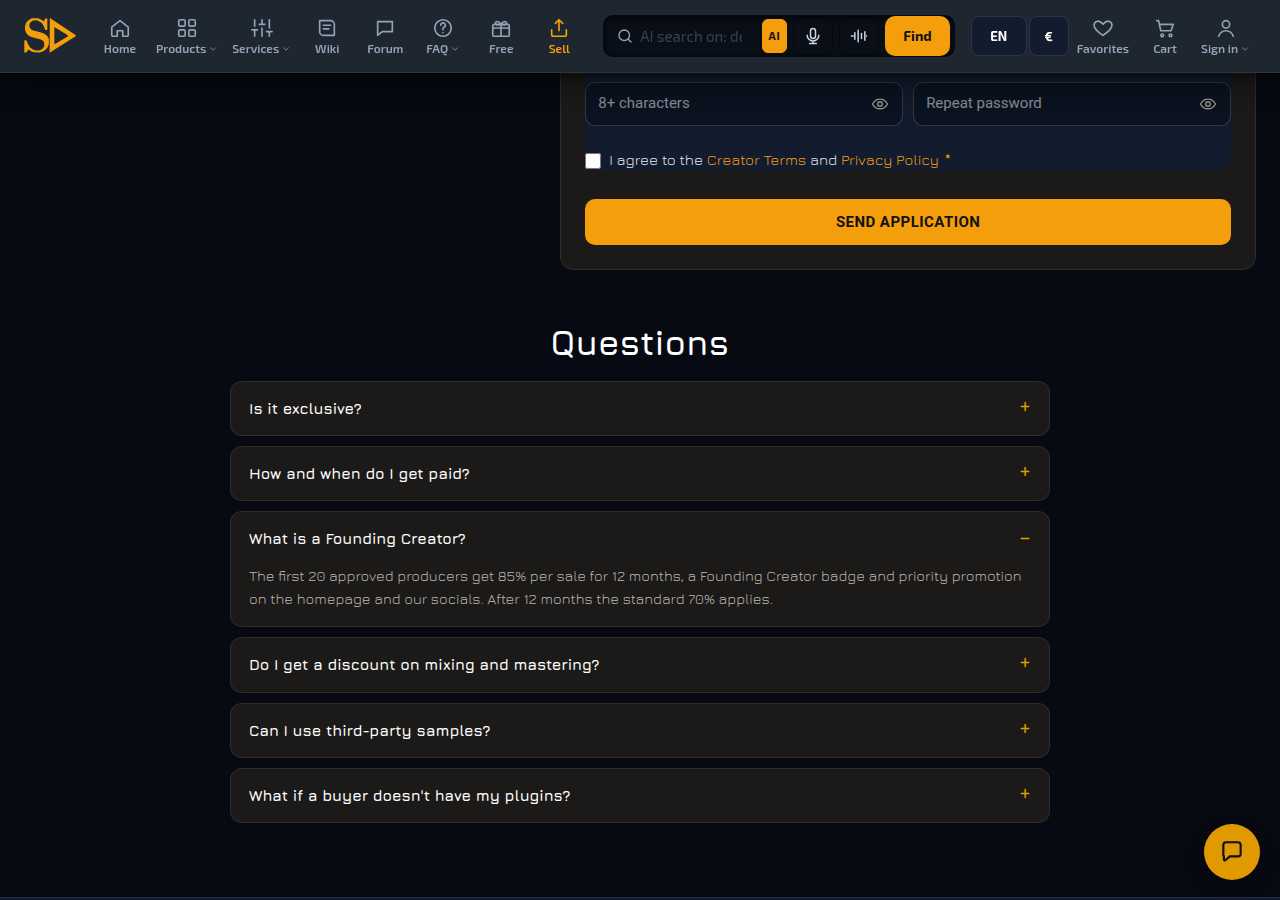 SD
Home
Products
Services
Wiki
Forum
FAQ
Free
Sell
AI search on:
AI
Find
EN
€
Favorites
Cart
Sign in
8+ characters
Repeat password
I agree to the Creator Terms and Privacy Policy *
SEND APPLICATION
Questions
Is it exclusive?
+
How and when do I get paid?
+
What is a Founding Creator?
−
The first 20 approved producers get 85% per sale for 12 months, a Founding Creator badge and priority promotion
on the homepage and our socials. After 12 months the standard 70% applies.
Do I get a discount on mixing and mastering?
+
Can I use third-party samples?
+
What if a buyer doesn't have my plugins?
+